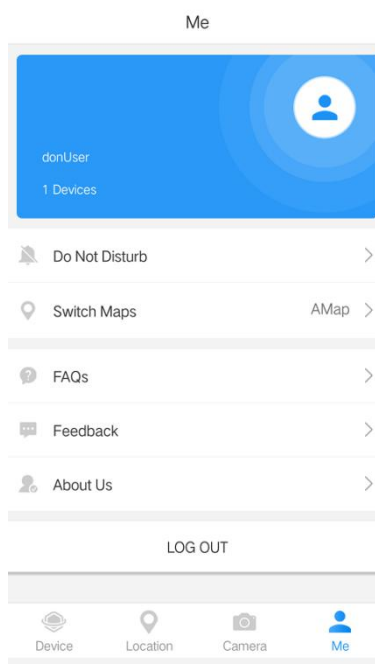 Me
donUser
1 Devices
Do Not Disturb
Switch Maps AMap
FAQs
Feedback
About Us
LOG OUT
Device Location Camera Me